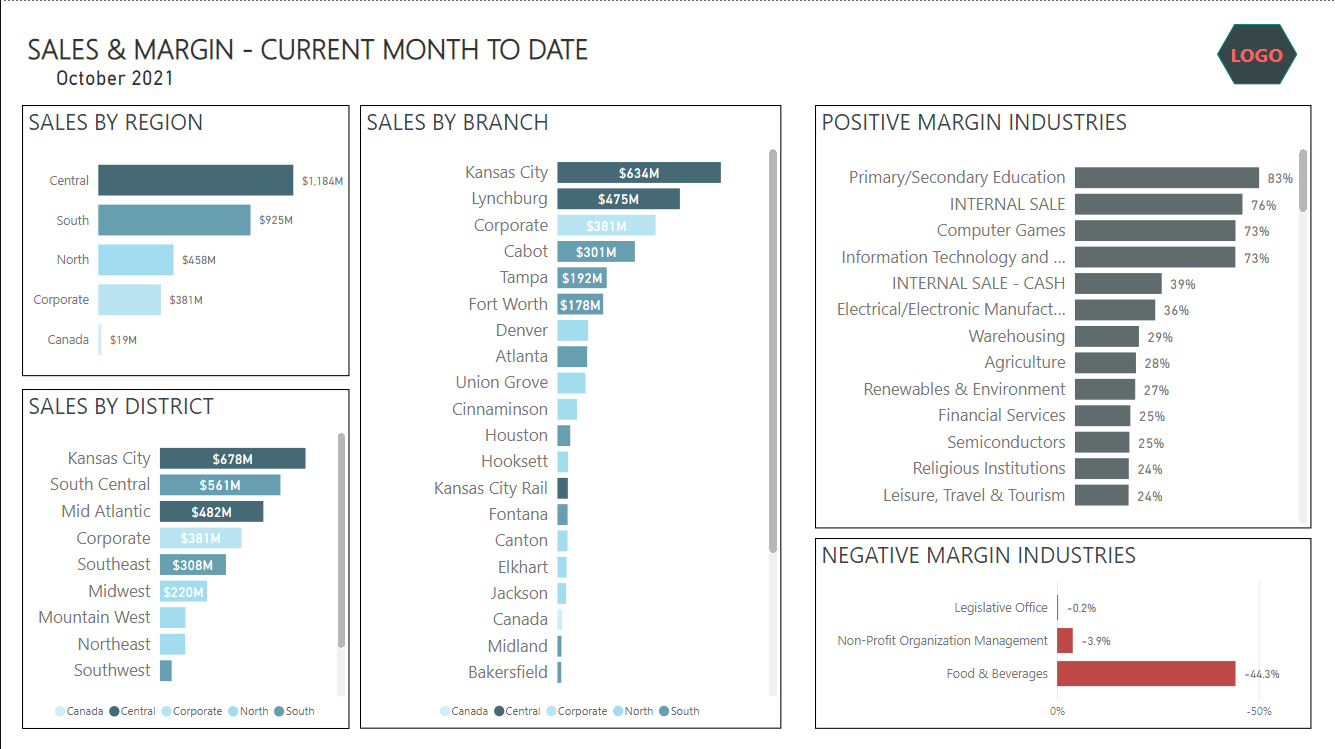 SALES & MARGIN - CURRENT MONTH TO DATE
October 2021
LOGO
SALES BY REGION
Central $1,184M
South $925M
North $458M
Corporate $381M
Canada $19M
SALES BY DISTRICT
Kansas City $678M
South Central $561M
Mid Atlantic $482M
Corporate $381M
Southeast $308M
Midwest $220M
Mountain West
Northeast
Southwest
Canada Central Corporate North South
SALES BY BRANCH
Kansas City $634M
Lynchburg $475M
Corporate $381M
Cabot $301M
Tampa $192M
Fort Worth $178M
Denver
Atlanta
Union Grove
Cinnaminson
Houston
Hooksett
Kansas City Rail
Fontana
Canton
Elkhart
Jackson
Canada
Midland
Bakersfield
Canada Central Corporate North South
POSITIVE MARGIN INDUSTRIES
Primary/Secondary Education 83%
INTERNAL SALE 76%
Computer Games 73%
Information Technology and ... 73%
INTERNAL SALE - CASH 39%
Electrical/Electronic Manufact... 36%
Warehousing 29%
Agriculture 28%
Renewables & Environment 27%
Financial Services 25%
Semiconductors 25%
Religious Institutions 24%
Leisure, Travel & Tourism 24%
NEGATIVE MARGIN INDUSTRIES
Legislative Office -0.2%
Non-Profit Organization Management -3.9%
Food & Beverages -44.3%
0% -50%